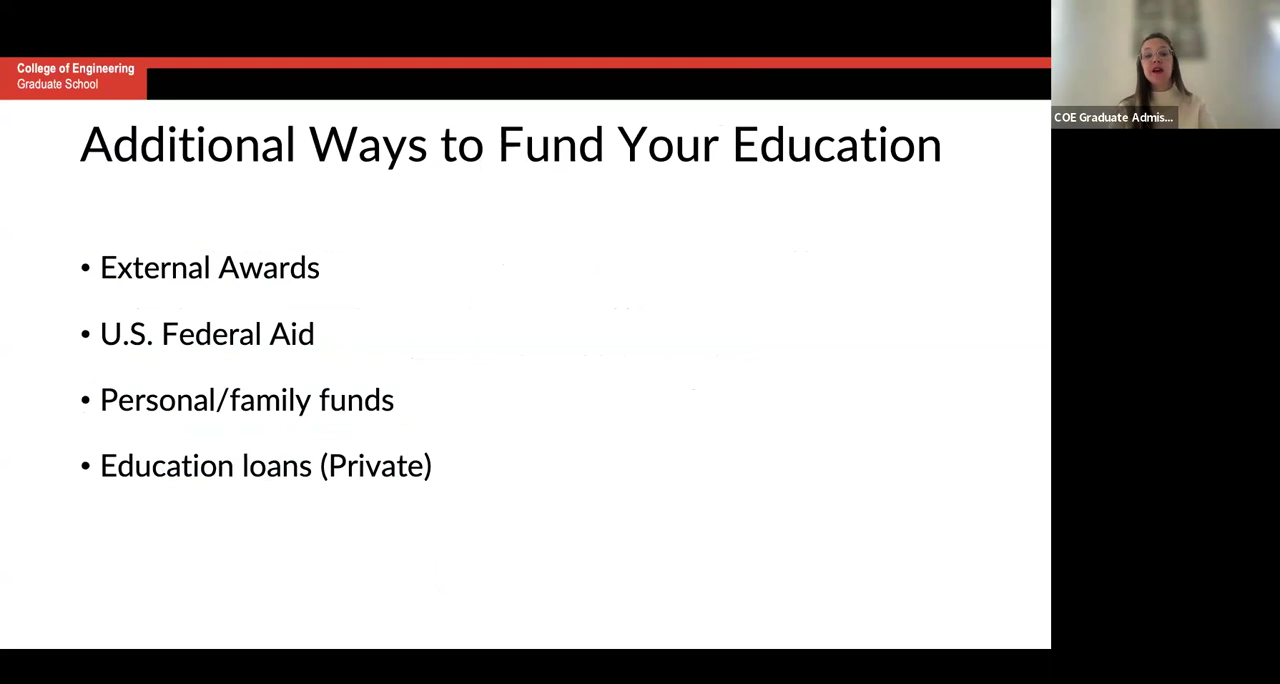 College of Engineering
Graduate School
COE Graduate Admis...
Additional Ways to Fund Your Education
• External Awards
• U.S. Federal Aid
• Personal/family funds
• Education loans (Private)